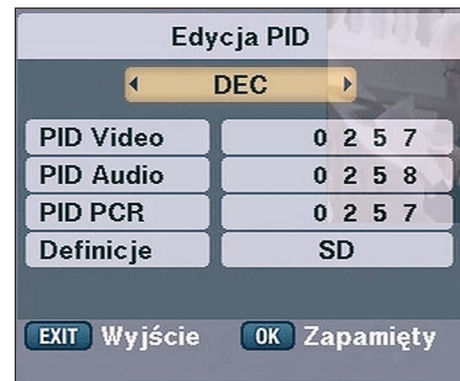 Edycja PID
DEC
PID Video 0 2 5 7
PID Audio 0 2 5 8
PID PCR 0 2 5 7
Definicje SD
EXIT Wyjście OK Zapamięty